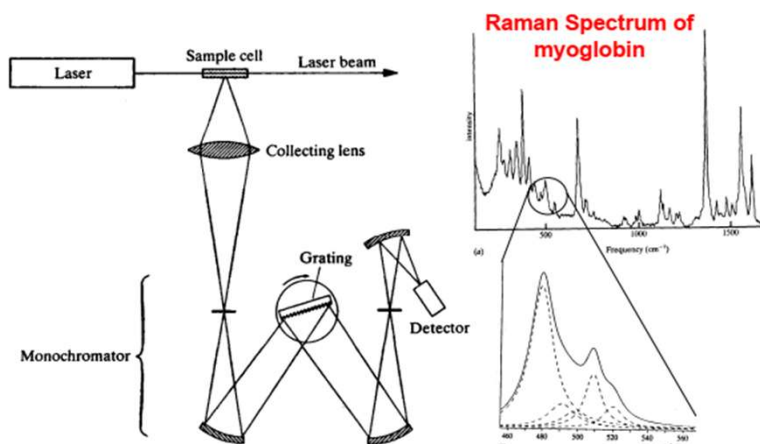 Raman Spectrum of
myoglobin
Sample cell
Laser
Laser beam
Collecting lens
Grating
Monochromator
Detector
Intensity
500
1000
1500
(a)
Frequency (cm⁻¹)
460
480
500
520
540
560